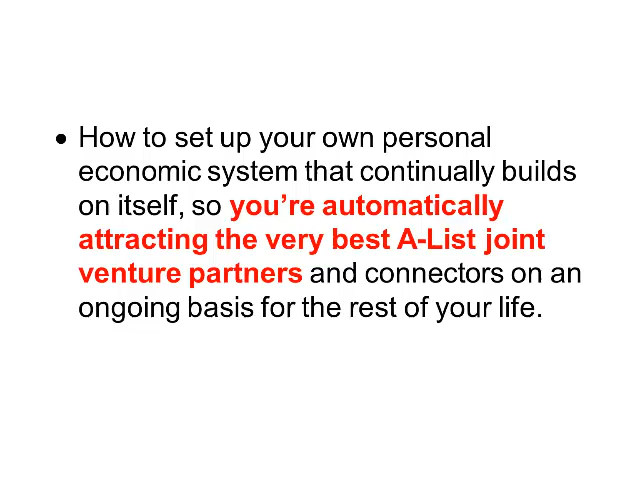 • How to set up your own personal
economic system that continually builds
on itself, so you’re automatically
attracting the very best A-List joint
venture partners and connectors on an
ongoing basis for the rest of your life.